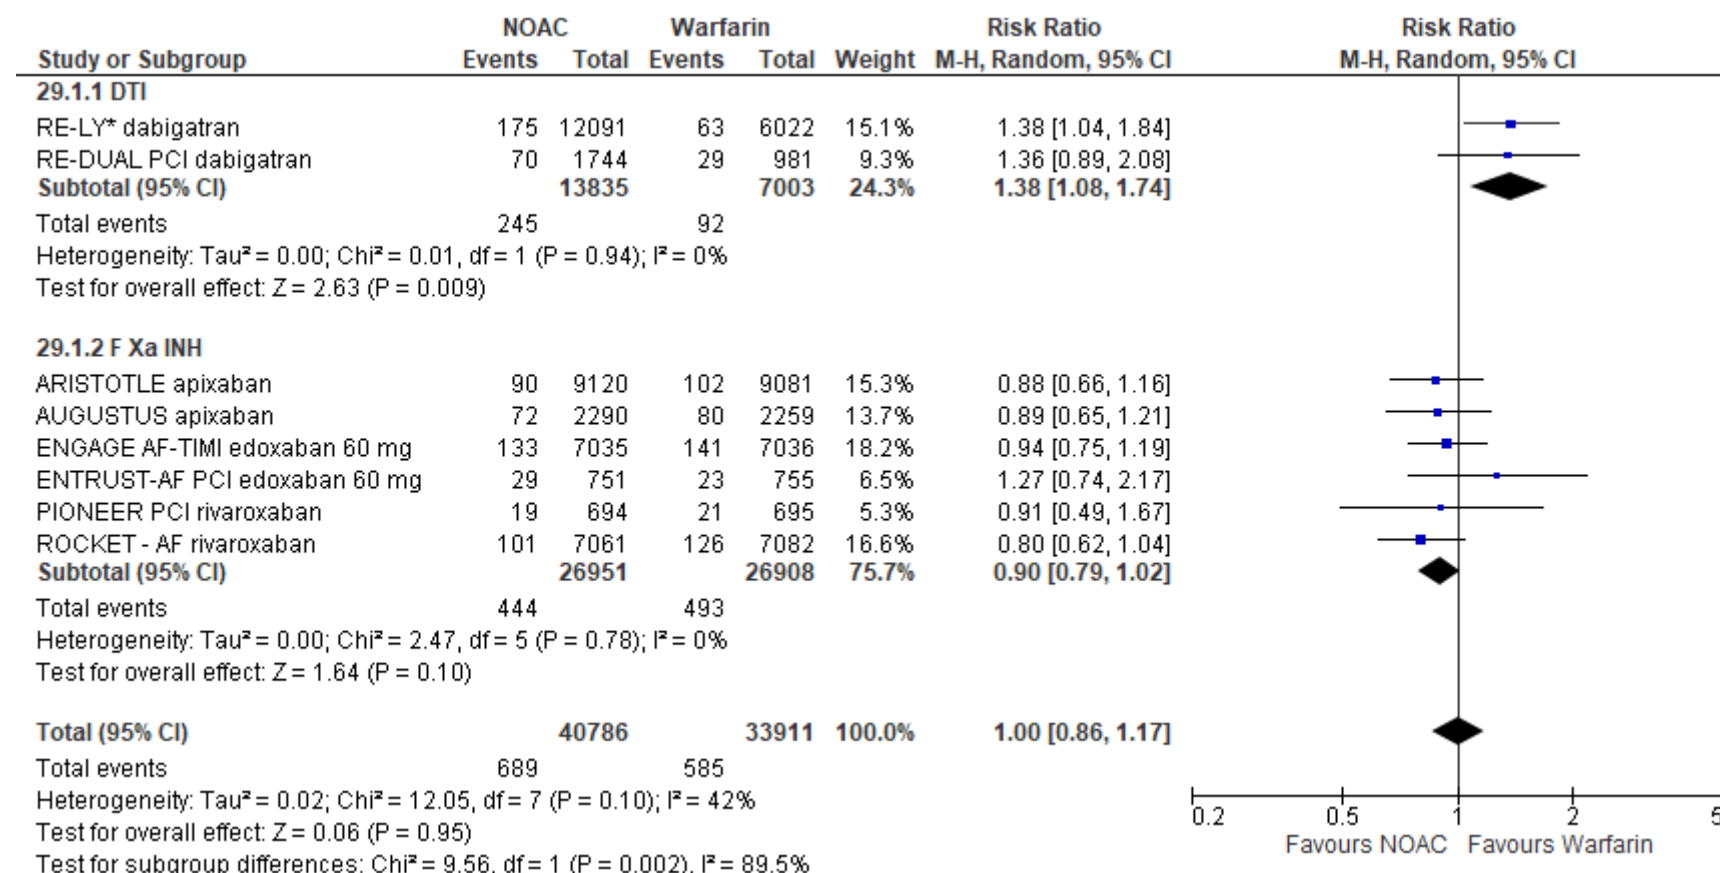 NOAC Warfarin Risk Ratio Risk Ratio
Study or Subgroup Events Total Events Total Weight M-H, Random, 95% CI M-H, Random, 95% CI
29.1.1 DTI
RE-LY* dabigatran 175 12091 63 6022 15.1% 1.38 [1.04, 1.84]
RE-DUAL PCI dabigatran 70 1744 29 981 9.3% 1.36 [0.89, 2.08]
Subtotal (95% CI) 13835 7003 24.3% 1.38 [1.08, 1.74]
Total events 245 92
Heterogeneity: Tau² = 0.00; Chi² = 0.01, df = 1 (P = 0.94); I² = 0%
Test for overall effect: Z = 2.63 (P = 0.009)
29.1.2 F Xa INH
ARISTOTLE apixaban 90 9120 102 9081 15.3% 0.88 [0.66, 1.16]
AUGUSTUS apixaban 72 2290 80 2259 13.7% 0.89 [0.65, 1.21]
ENGAGE AF-TIMI edoxaban 60 mg 133 7035 141 7036 18.2% 0.94 [0.75, 1.19]
ENTRUST-AF PCI edoxaban 60 mg 29 751 23 755 6.5% 1.27 [0.74, 2.17]
PIONEER PCI rivaroxaban 19 694 21 695 5.3% 0.91 [0.49, 1.67]
ROCKET - AF rivaroxaban 101 7061 126 7082 16.6% 0.80 [0.62, 1.04]
Subtotal (95% CI) 26951 26908 75.7% 0.90 [0.79, 1.02]
Total events 444 493
Heterogeneity: Tau² = 0.00; Chi² = 2.47, df = 5 (P = 0.78); I² = 0%
Test for overall effect: Z = 1.64 (P = 0.10)
Total (95% CI) 40786 33911 100.0% 1.00 [0.86, 1.17]
Total events 689 585
Heterogeneity: Tau² = 0.02; Chi² = 12.05, df = 7 (P = 0.10); I² = 42%
Test for overall effect: Z = 0.06 (P = 0.95)
Test for subgroup differences: Chi² = 9.56, df = 1 (P = 0.002), I² = 89.5%
0.2 0.5 1 2 5
Favours NOAC Favours Warfarin